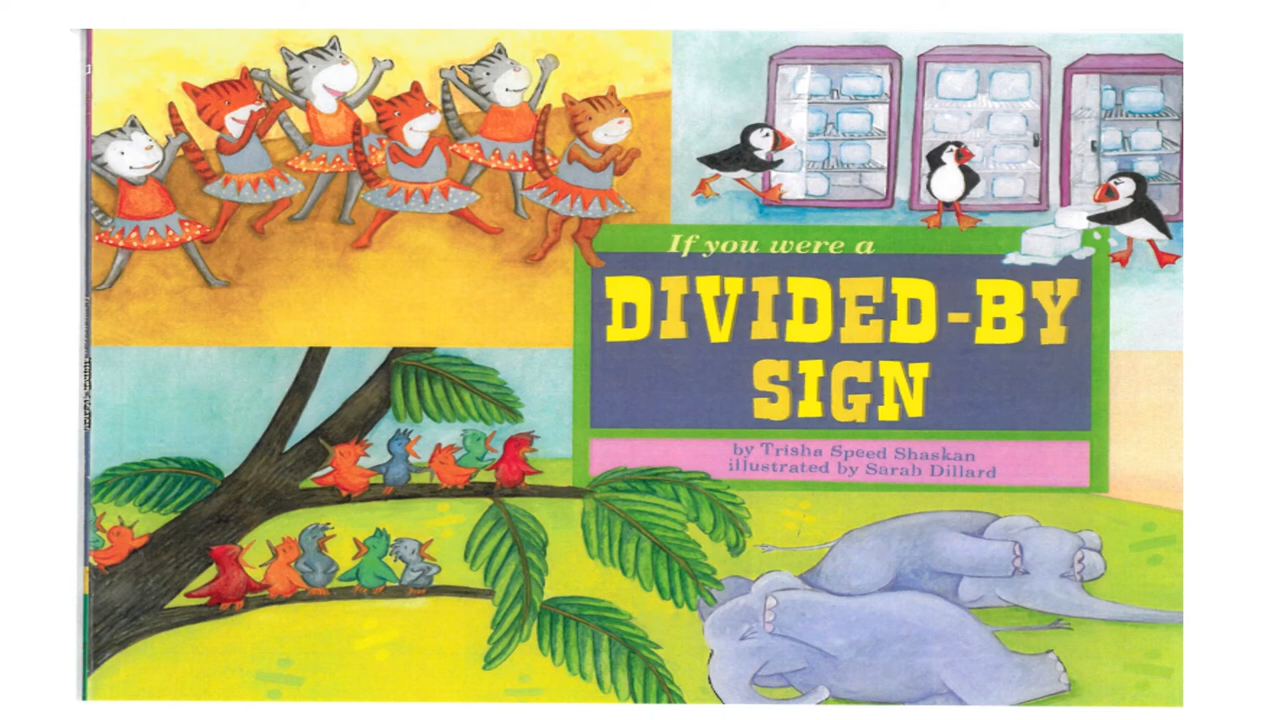 If you were a
DIVIDED-BY
SIGN
by Trisha Speed Shaskan
illustrated by Sarah Dillard